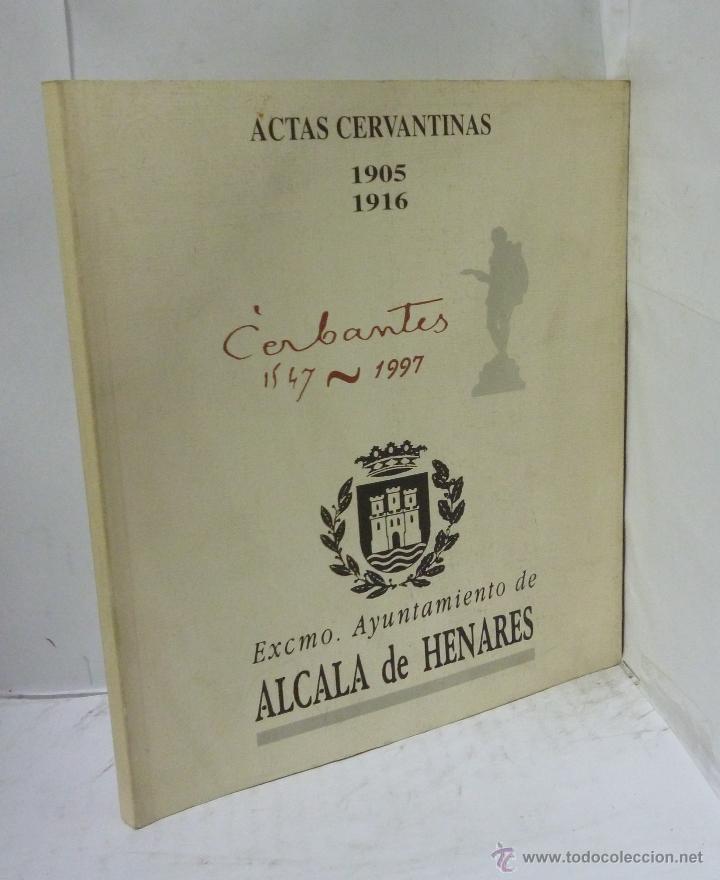 ACTAS CERVANTINAS
1905
1916
Cerbantes
1547 ~ 1997
Excmo. Ayuntamiento de
ALCALA de HENARES
© www.todocoleccion.net